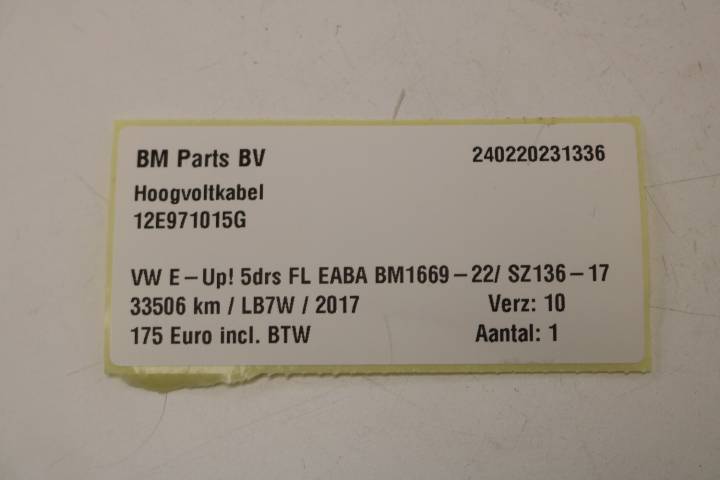 BM Parts BV 240220231336
Hoogvoltkabel
12E971015G
VW E-Up! 5drs FL EABA BM1669-22/ SZ136-17
33506 km / LB7W / 2017 Verz: 10
175 Euro incl. BTW Aantal: 1